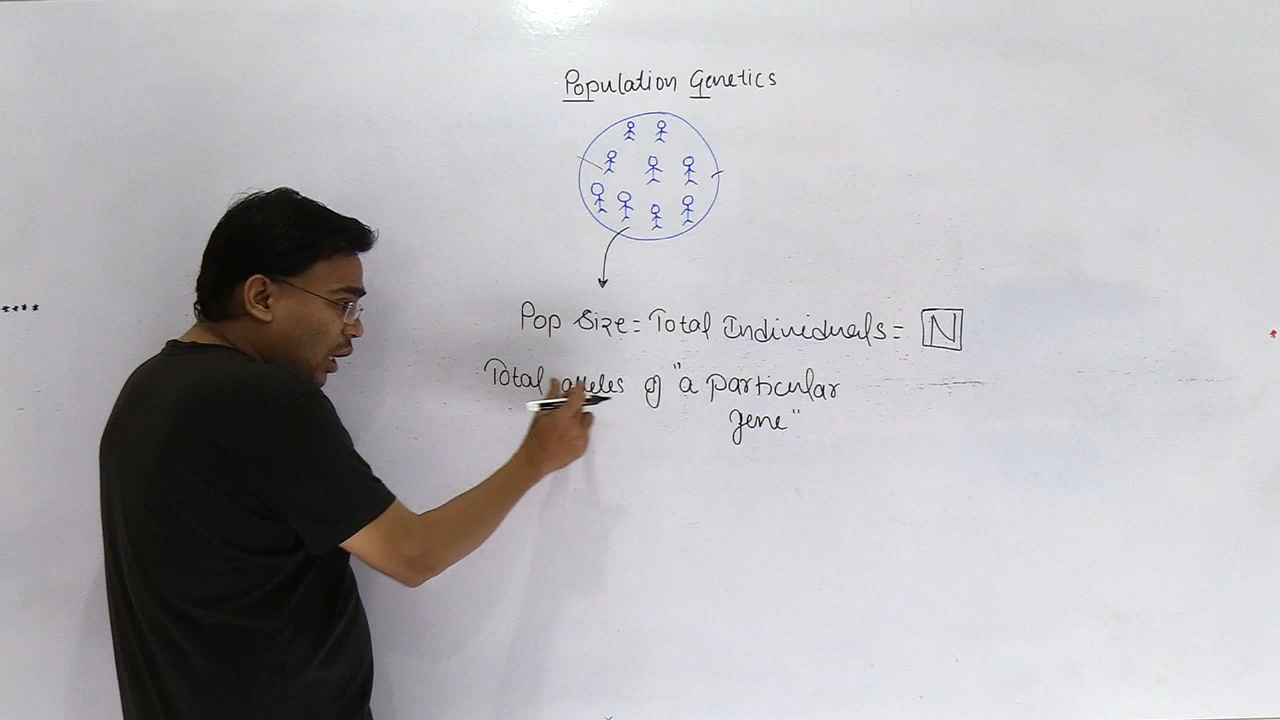 Population Genetics
Pop Size = Total Individuals = N
Total alleles of "a particular
gene"
****
*